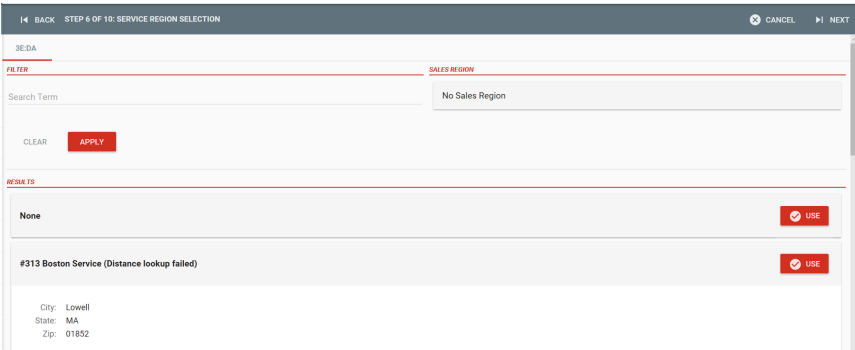 BACK STEP 6 OF 10: SERVICE REGION SELECTION CANCEL NEXT
3E:DA
FILTER
Search Term
CLEAR APPLY
SALES REGION
No Sales Region
RESULTS
None USE
#313 Boston Service (Distance lookup failed) USE
City: Lowell
State: MA
Zip: 01852